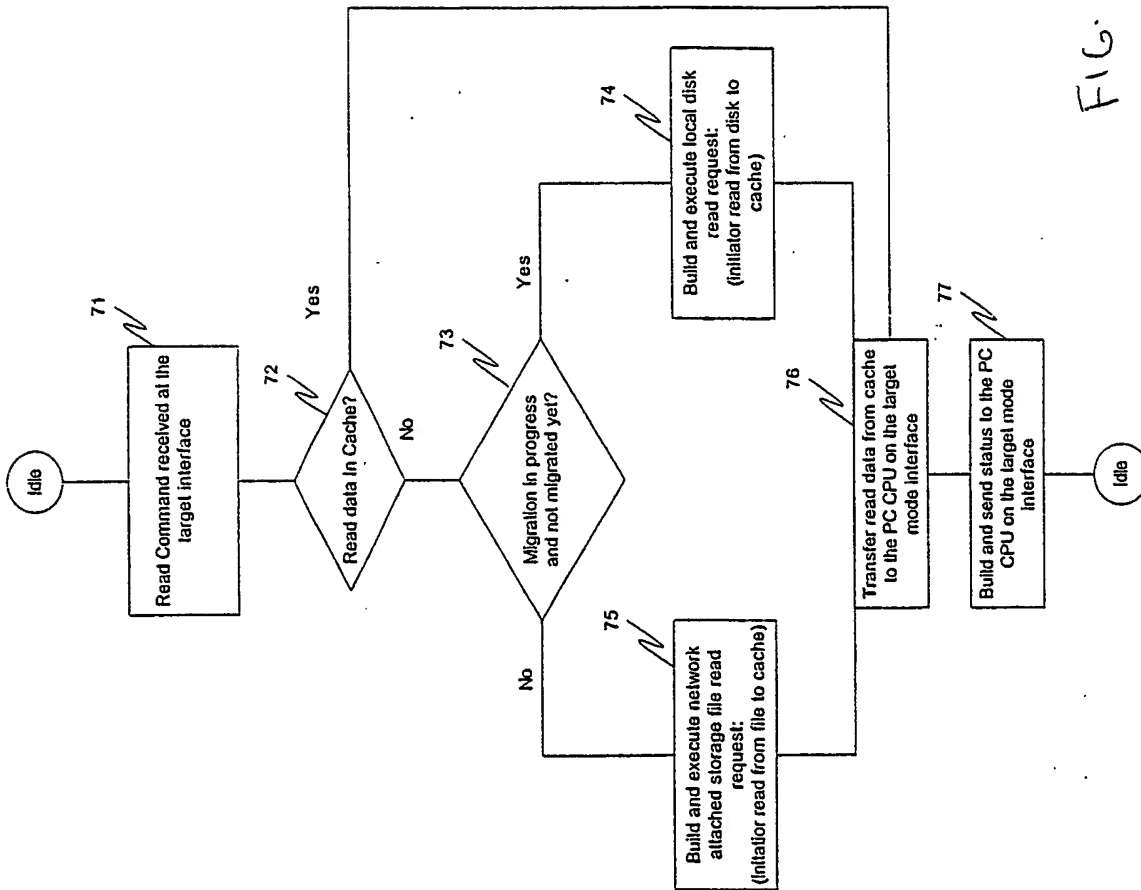 Idle
71
Read Command received at the
target interface
72
Read data in Cache?
Yes
No
73
Migration in progress
and not migrated yet?
No
Yes
75
Build and execute network
attached storage file read
request:
(Initiatior read from file to cache)
74
Build and execute local disk
read request:
(initiator read from disk to
cache)
76
Transfer read data from cache
to the PC CPU on the target
mode interface
77
Build and send status to the PC
CPU on the target mode
Interface
Idle
FIG.